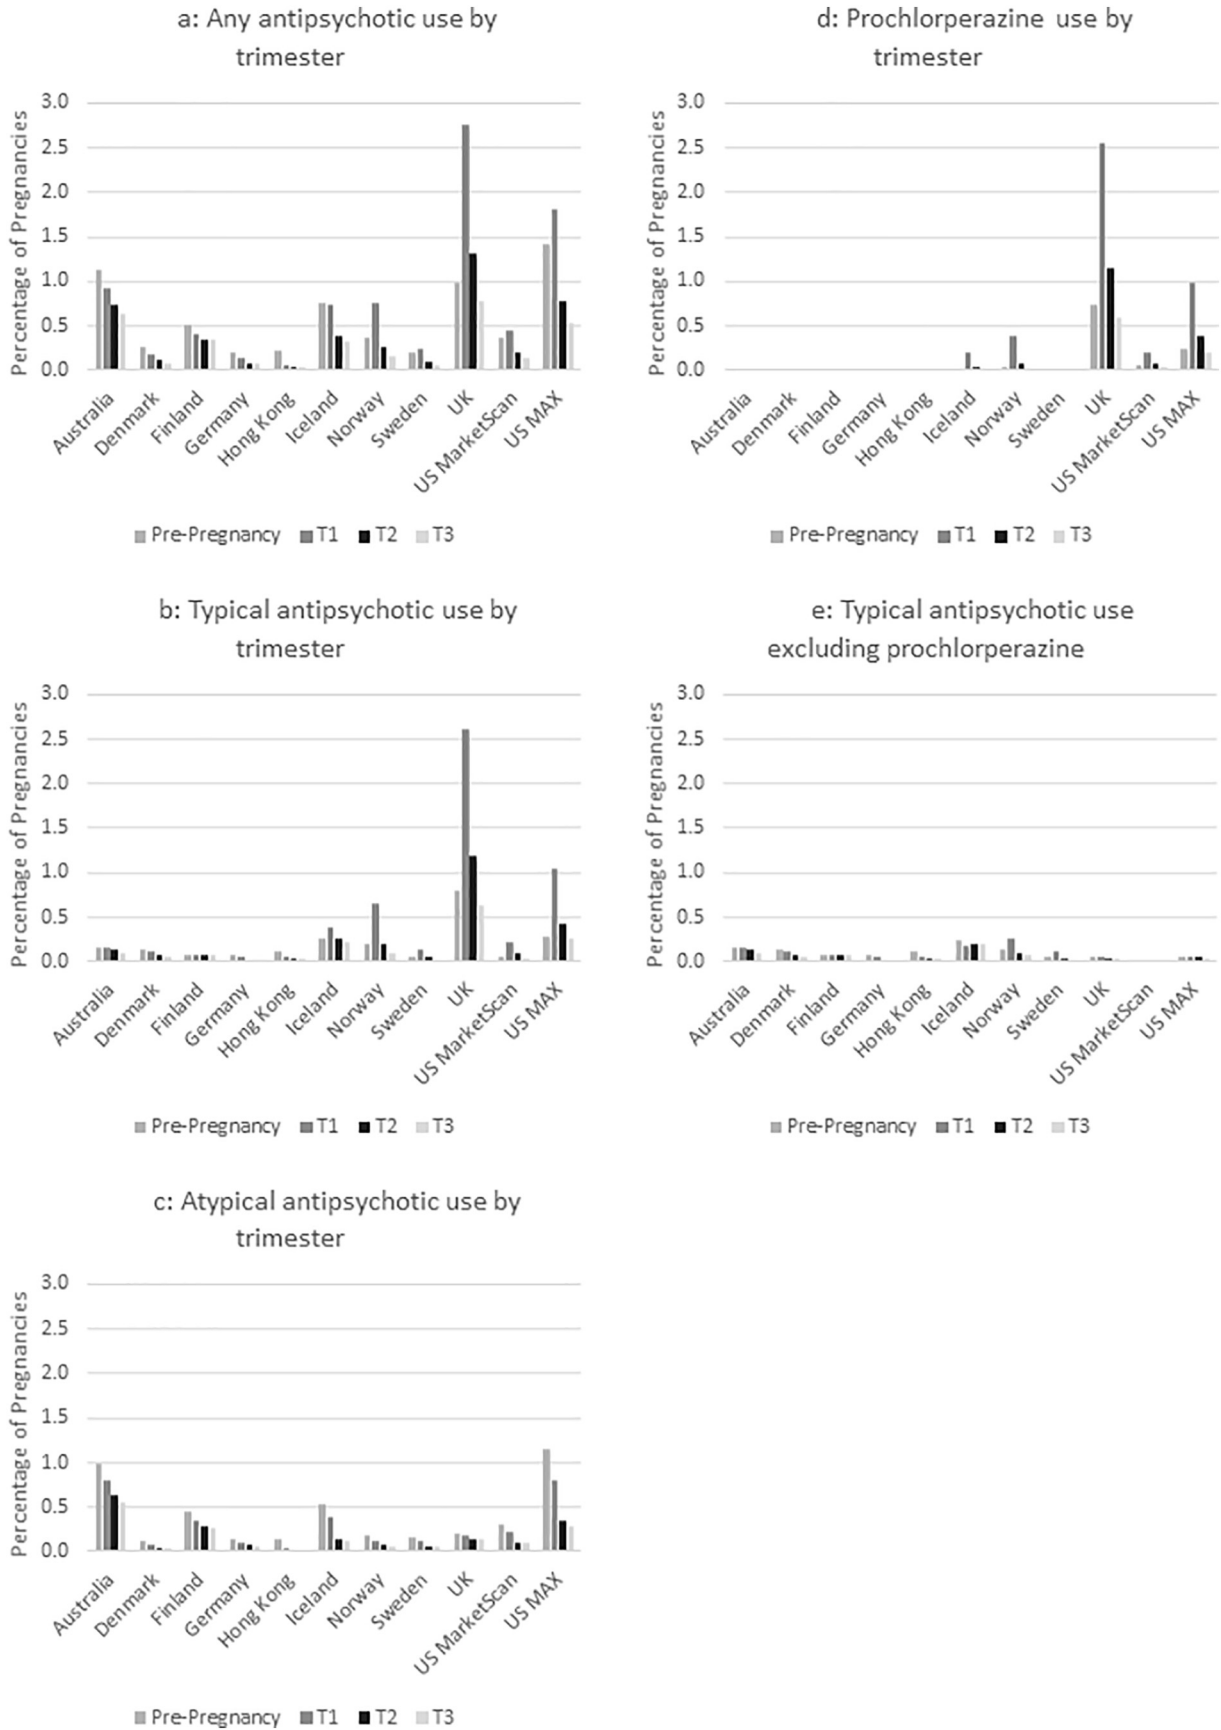 a: Any antipsychotic use by
trimester
Percentage of Pregnancies
3.0
2.5
2.0
1.5
1.0
0.5
0.0
Australia
Denmark
Finland
Germany
Hong Kong
Iceland
Norway
Sweden
UK
US MarketScan
US MAX
Pre-Pregnancy T1 T2 T3
d: Prochlorperazine use by
trimester
Percentage of Pregnancies
3.0
2.5
2.0
1.5
1.0
0.5
0.0
Australia
Denmark
Finland
Germany
Hong Kong
Iceland
Norway
Sweden
UK
US MarketScan
US MAX
Pre-Pregnancy T1 T2 T3
b: Typical antipsychotic use by
trimester
Percentage of Pregnancies
3.0
2.5
2.0
1.5
1.0
0.5
0.0
Australia
Denmark
Finland
Germany
Hong Kong
Iceland
Norway
Sweden
UK
US MarketScan
US MAX
Pre-Pregnancy T1 T2 T3
e: Typical antipsychotic use
excluding prochlorperazine
Percentage of Pregnancies
3.0
2.5
2.0
1.5
1.0
0.5
0.0
Australia
Denmark
Finland
Germany
Hong Kong
Iceland
Norway
Sweden
UK
US MarketScan
US MAX
Pre-Pregnancy T1 T2 T3
c: Atypical antipsychotic use by
trimester
Percentage of Pregnancies
3.0
2.5
2.0
1.5
1.0
0.5
0.0
Australia
Denmark
Finland
Germany
Hong Kong
Iceland
Norway
Sweden
UK
US MarketScan
US MAX
Pre-Pregnancy T1 T2 T3